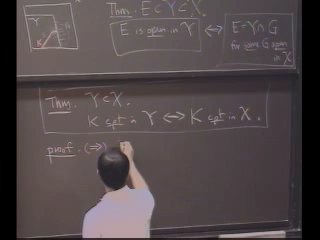 Thm. E ⊂ Y ⊂ X.
E is open in Y ⟷ E = Y ∩ G
for some G open
in X
Thm. Y ⊂ X.
K cpt in Y ⟷ K cpt in X.
proof. (⇒)